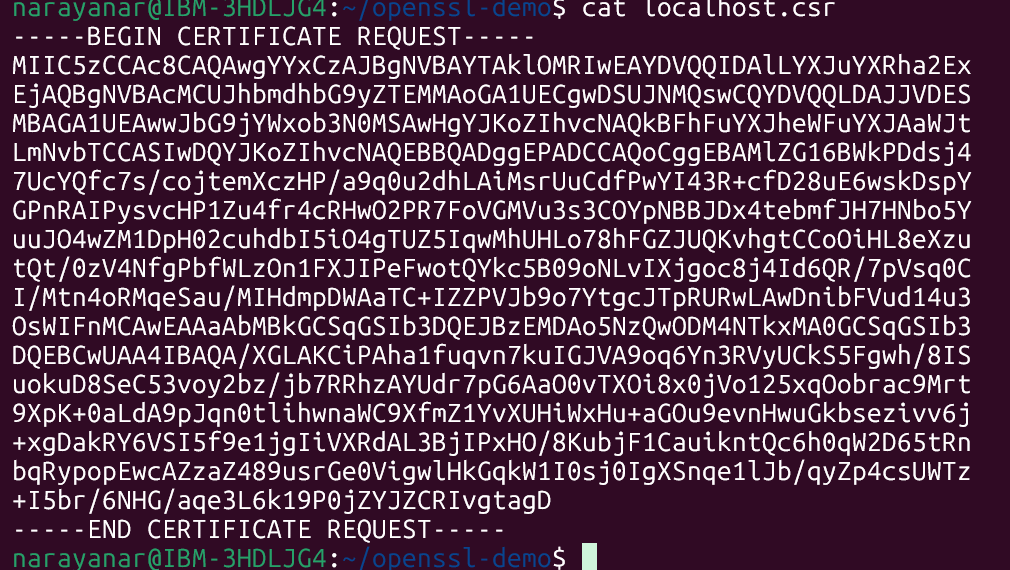 narayanar@IBM-3HDLJG4:~/openssl-demo$ cat localhost.csr
-----BEGIN CERTIFICATE REQUEST-----
MIIC5zCCAc8CAQAwgYYxCzAJBgNVBAYTAklOMRIwEAYDVQQIDAlLYXJuYXRha2Ex
EjAQBgNVBAcMCUJhbmdhbG9yZTEMMAoGA1UECgwDSUJNMQswCQYDVQQLDAJJVDES
MBAGA1UEAwwJbG9jYWxob3N0MSAwHgYJKoZIhvcNAQkBFhFuYXJheWFuYXJAaWJt
LmNvbTCCASIwDQYJKoZIhvcNAQEBBQADggEPADCCAQoCggEBAMlZG16BWkPDdsj4
7UcYQfc7s/cojtemXczHP/a9q0u2dhLAiMsrUuCdfPwYI43R+cfD28uE6wskDspY
GPnRAIPysvcHP1Zu4fr4cRHwO2PR7FoVGMVu3s3COYpNBBJDx4tebmfJH7HNbo5Y
uuJO4wZM1DpH02cuhdbI5iO4gTUZ5IqwMhUHLo78hFGZJUQKvhgtCCoOiHL8eXzu
tQt/0zV4NfgPbfWLzOn1FXJIPeFwotQYkc5B09oNLvIXjgoc8j4Id6QR/7pVsq0C
I/Mtn4oRMqeSau/MIHdmpDWAaTC+IZZPVJb9o7YtgcJTpRURwLAwDnibFVud14u3
OsWIFnMCAwEAAaAbMBkGCSqGSIb3DQEJBzEMDAo5NzQwODM4NTkxMA0GCSqGSIb3
DQEBCwUAA4IBAQA/XGLAKCiPAha1fuqvn7kuIGJVA9oq6Yn3RVyUCkS5Fgwh/8IS
uokuD8SeC53voy2bz/jb7RRhzAYUdr7pG6AaO0vTXOi8x0jVo125xqOobrac9Mrt
9XpK+0aLdA9pJqn0tlihwnaWC9XfmZ1YvXUHiWxHu+aGOu9evnHwuGkbsezivv6j
+xgDakRY6VSI5f9e1jgIiVXRdAL3BjIPxHO/8KubjF1CauikntQc6h0qW2D65tRn
bqRypopEwcAZzaZ489usrGe0VigwlHkGqkW1I0sj0IgXSnqe1lJb/qyZp4csUWTz
+I5br/6NHG/aqe3L6k19P0jZYJZCRIvgtagD
-----END CERTIFICATE REQUEST-----
narayanar@IBM-3HDLJG4:~/openssl-demo$